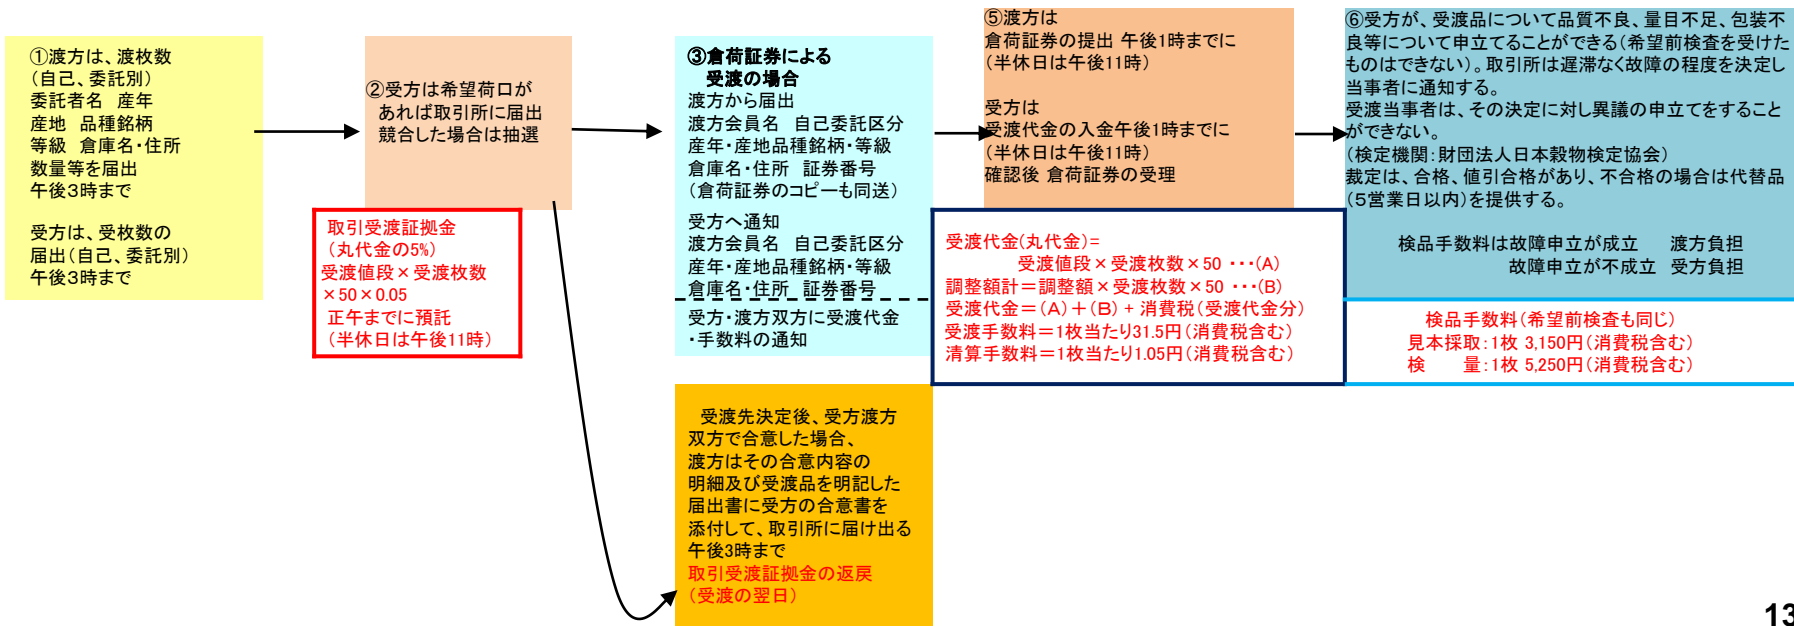 ①渡方は、渡枚数
(自己、委託別)
委託者名 産年
産地 品種銘柄
等級 倉庫名・住所
数量等を届出
午後3時まで
受方は、受枚数の
届出(自己、委託別)
午後3時まで
②受方は希望荷口が
あれば取引所に届出
競合した場合は抽選
取引受渡証拠金
(丸代金の5%)
受渡値段×受渡枚数
×50×0.05
正午までに預託
(半休日は午後11時)
③倉荷証券による
受渡の場合
渡方から届出
渡方会員名 自己委託区分
産年・産地品種銘柄・等級
倉庫名・住所 証券番号
(倉荷証券のコピーも同送)
受方へ通知
渡方会員名 自己委託区分
産年・産地品種銘柄・等級
倉庫名・住所 証券番号
受方・渡方双方に受渡代金
・手数料の通知
受渡先決定後、受方渡方
双方で合意した場合、
渡方はその合意内容の
明細及び受渡品を明記した
届出書に受方の合意書を
添付して、取引所に届け出る
午後3時まで
取引受渡証拠金の返戻
(受渡の翌日)
⑤渡方は
倉荷証券の提出 午後1時までに
(半休日は午後11時)
受方は
受渡代金の入金午後1時までに
(半休日は午後11時)
確認後 倉荷証券の受理
受渡代金(丸代金)=
受渡値段×受渡枚数×50 ・・・(A)
調整額計=調整額×受渡枚数×50 ・・・(B)
受渡代金=(A)+(B)+消費税(受渡代金分)
受渡手数料=1枚当たり31.5円(消費税含む)
清算手数料=1枚当たり1.05円(消費税含む)
⑥受方が、受渡品について品質不良、量目不足、包装不
良等について申立てることができる(希望前検査を受けた
ものはできない)。取引所は遅滞なく故障の程度を決定し
当事者に通知する。
受渡当事者は、その決定に対し異議の申立てをすること
ができない。
(検定機関:財団法人日本穀物検定協会)
裁定は、合格、値引合格があり、不合格の場合は代替品
(5営業日以内)を提供する。
検品手数料は故障申立が成立 渡方負担
故障申立が不成立 受方負担
検品手数料(希望前検査も同じ)
見本採取:1枚 3,150円(消費税含む)
検 量:1枚 5,250円(消費税含む)
13